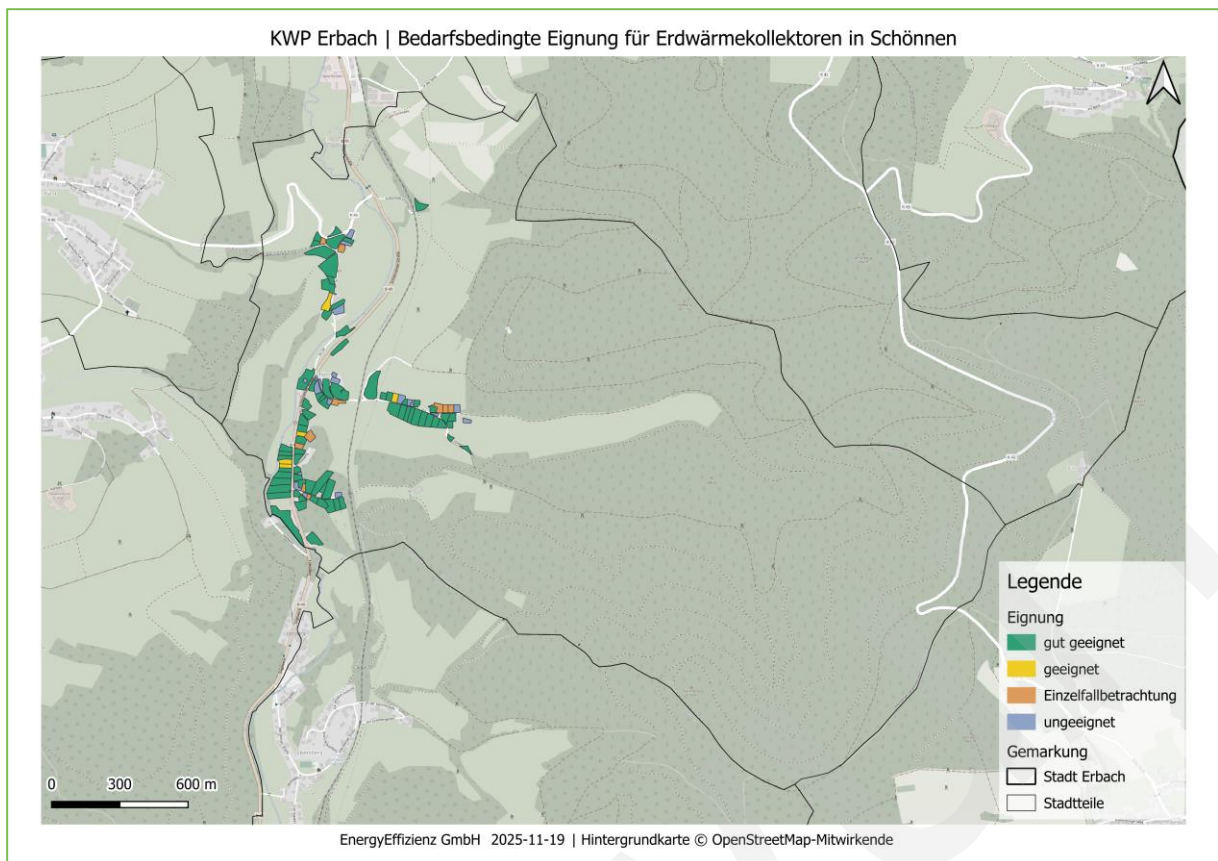 KWP Erbach | Bedarfsbedingte Eignung für Erdwärmekollektoren in Schönnen
Legende
Eignung
gut geeignet
geeignet
Einzelfallbetrachtung
ungeeignet
Gemarkung
Stadt Erbach
Stadtteile
0 300 600 m
EnergyEffizienz GmbH 2025-11-19 | Hintergrundkarte © OpenStreetMap-Mitwirkende